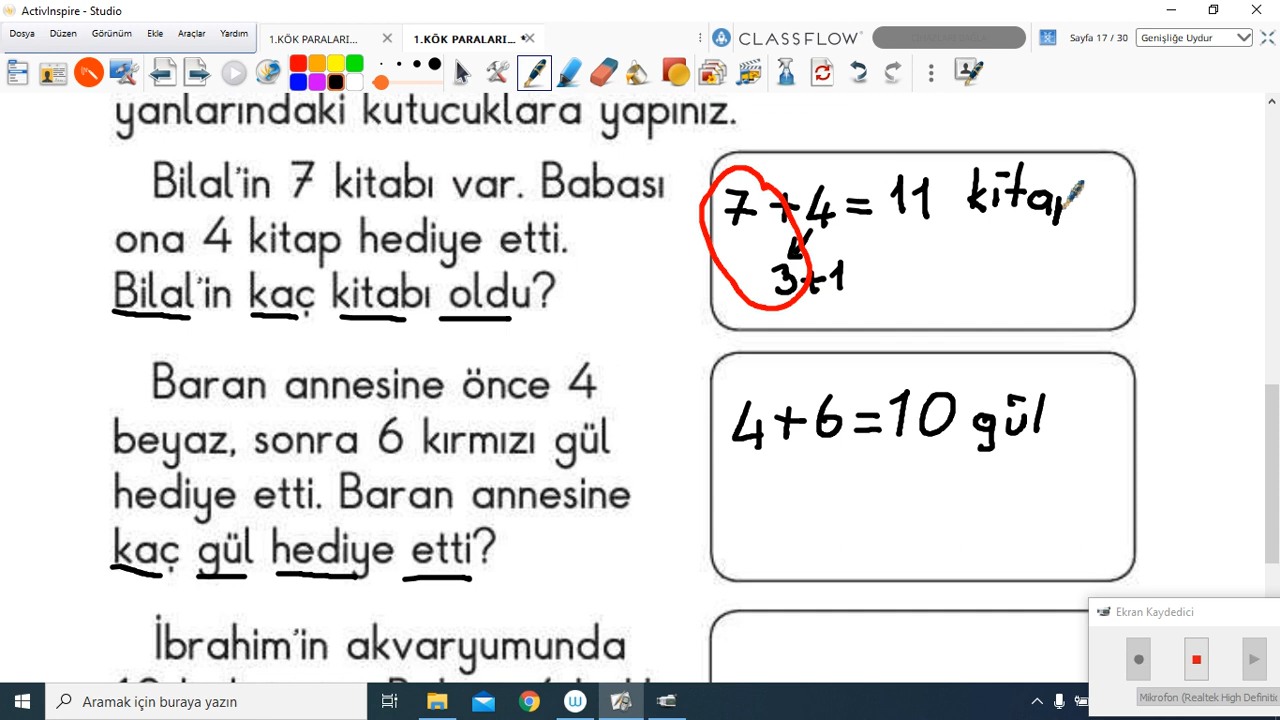 ActivInspire - Studio
Dosya Düzen Görünüm Ekle Araçlar Yardım
1.KÖK PARALARI...
1.KÖK PARALARI ...
CLASSFLOW
Sayfa 17 / 30
Genişliğe Uydur
yanlarındaki kutucuklara yapınız.
Bilal'in 7 kitabı var. Babası
ona 4 kitap hediye etti.
Bilal'in kaç kitabı oldu?
7+4=11 kitap
3+1
Baran annesine önce 4
beyaz, sonra 6 kırmızı gül
hediye etti. Baran annesine
kaç gül hediye etti?
4+6=10 gül
İbrahim'in akvaryumunda
Ekran Kaydedici
Mikrofon (Realtek High Definitio
Aramak için buraya yazın